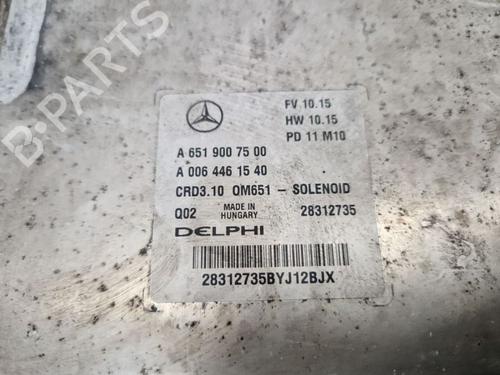 FV 10.15
HW 10.15
PD 11 M10
A 651 900 75 00
A 006 446 15 40
CRD3.10 OM651 - SOLENOID
Q02 MADE IN HUNGARY 28312735
DELPHI
28312735BYJ12BJX
B-PARTS